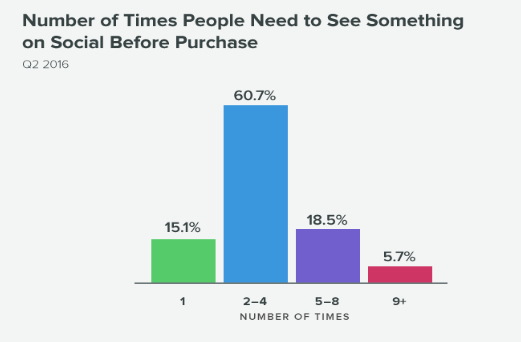 Number of Times People Need to See Something
on Social Before Purchase
Q2 2016
60.7%
15.1%
18.5%
5.7%
1
2–4
5–8
9+
NUMBER OF TIMES